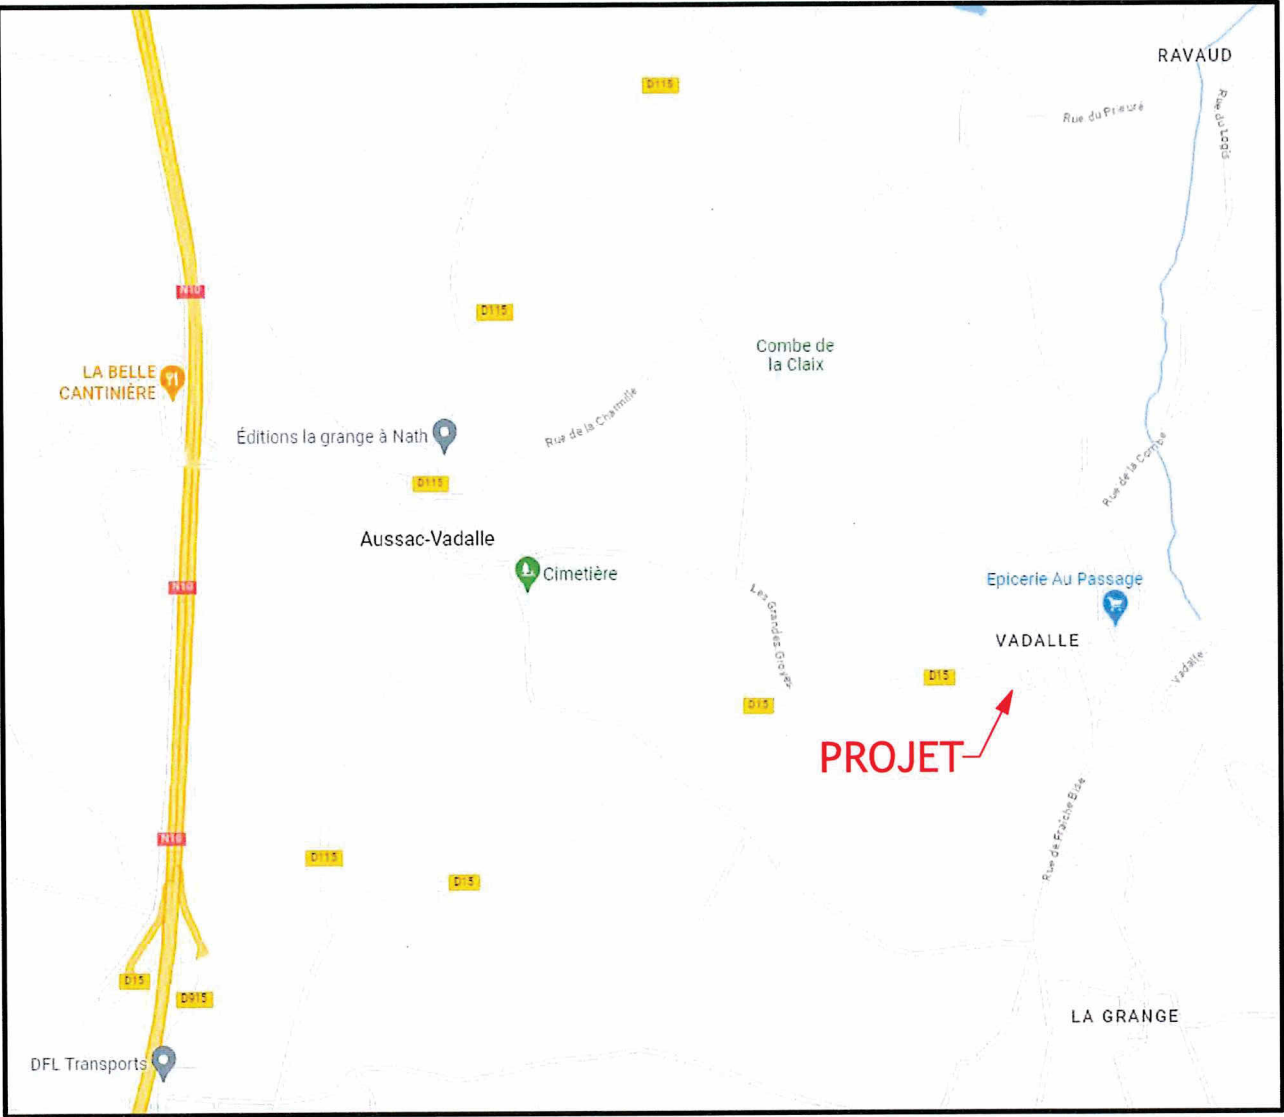 RAVAUD
D115
Rue du Prieuré
Rue du Logis
N10
D115
Combe de
la Claix
LA BELLE
CANTINIÈRE
Rue de la Charmille
Éditions la grange à Nath
Rue de la Combe
D115
Aussac-Vadalle
Cimetière
Epicerie Au Passage
N10
Les Grandes Groyes
VADALLE
Vadalle
D15
D15
PROJET
Rue de Fraîche Bise
N10
D115
D15
D15
D915
LA GRANGE
DFL Transports